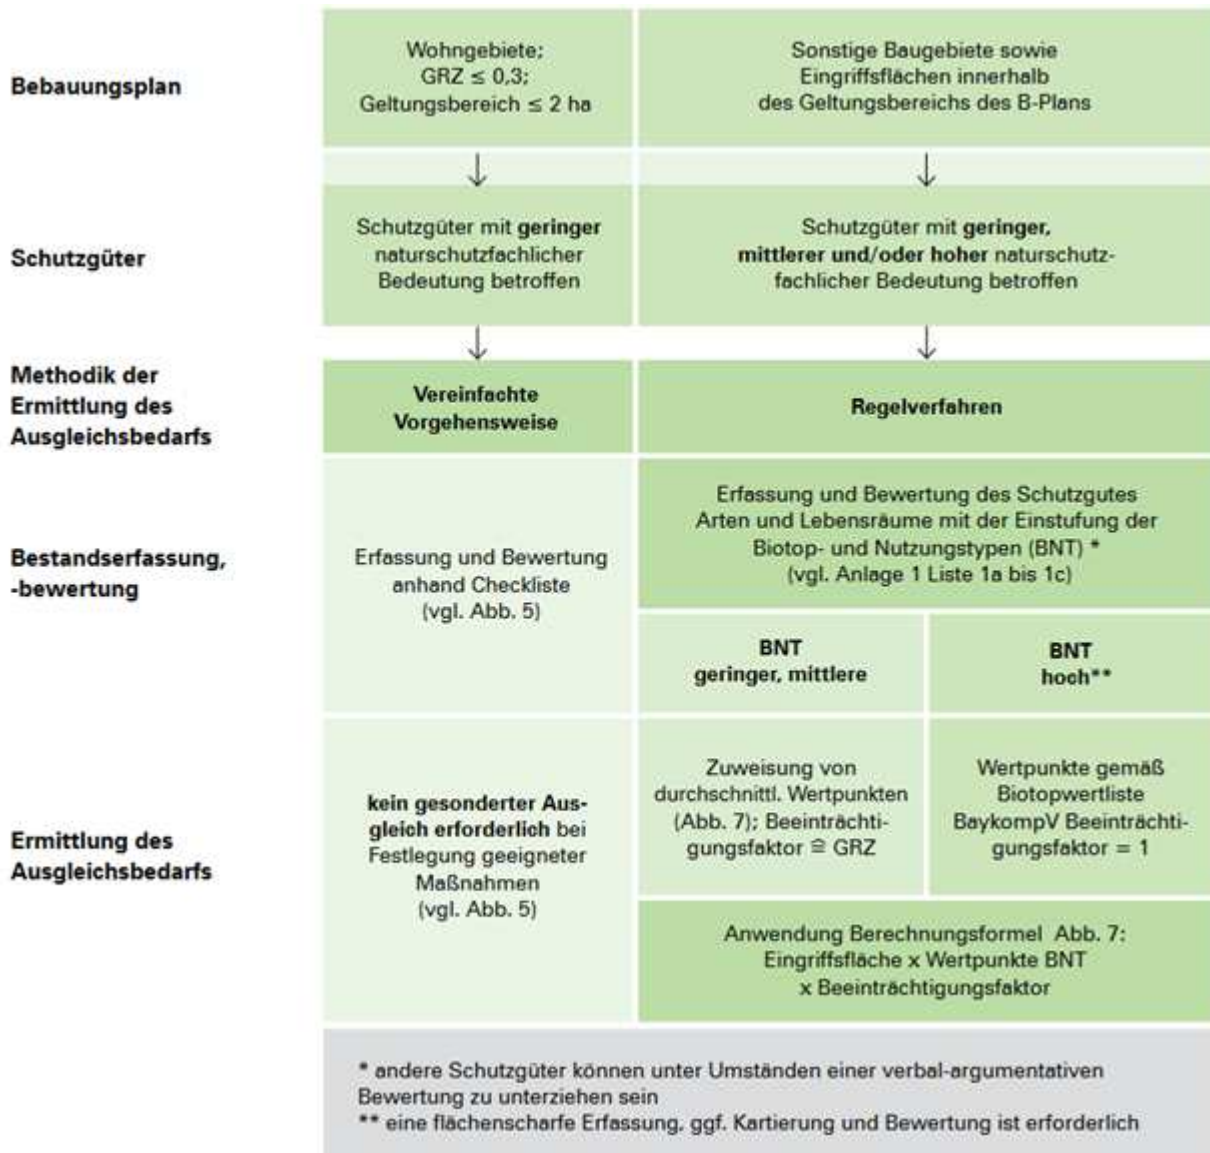 Bebauungsplan
Wohngebiete;
GRZ ≤ 0,3;
Geltungsbereich ≤ 2 ha
Sonstige Baugebiete sowie
Eingriffsflächen innerhalb
des Geltungsbereichs des B-Plans
↓
↓
Schutzgüter
Schutzgüter mit geringer
naturschutzfachlicher
Bedeutung betroffen
Schutzgüter mit geringer,
mittlerer und/oder hoher naturschutz-
fachlicher Bedeutung betroffen
↓
↓
Methodik der
Ermittlung des
Ausgleichsbedarfs
Vereinfachte
Vorgehensweise
Regelverfahren
Bestandserfassung,
-bewertung
Erfassung und Bewertung
anhand Checkliste
(vgl. Abb. 5)
Erfassung und Bewertung des Schutzgutes
Arten und Lebensräume mit der Einstufung der
Biotop- und Nutzungstypen (BNT) *
(vgl. Anlage 1 Liste 1a bis 1c)
BNT
geringer, mittlere
BNT
hoch**
Ermittlung des
Ausgleichsbedarfs
kein gesonderter Aus-
gleich erforderlich bei
Festlegung geeigneter
Maßnahmen
(vgl. Abb. 5)
Zuweisung von
durchschnittl. Wertpunkten
(Abb. 7); Beeinträchti-
gungsfaktor ≙ GRZ
Wertpunkte gemäß
Biotopwertliste
BaykompV Beeinträchti-
gungsfaktor = 1
Anwendung Berechnungsformel Abb. 7:
Eingriffsfläche x Wertpunkte BNT
x Beeinträchtigungsfaktor
* andere Schutzgüter können unter Umständen einer verbal-argumentativen
Bewertung zu unterziehen sein
** eine flächenscharfe Erfassung, ggf. Kartierung und Bewertung ist erforderlich